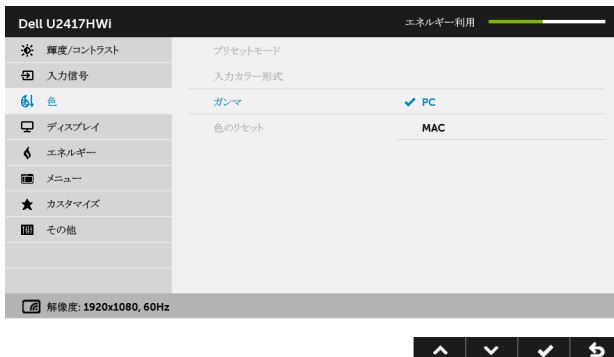 Dell U2417HWi
エネルギー利用
輝度/コントラスト
プリセットモード
入力信号
入力カラー形式
色
ガンマ
PC
ディスプレイ
色のリセット
MAC
エネルギー
メニュー
カスタマイズ
その他
解像度: 1920x1080, 60Hz